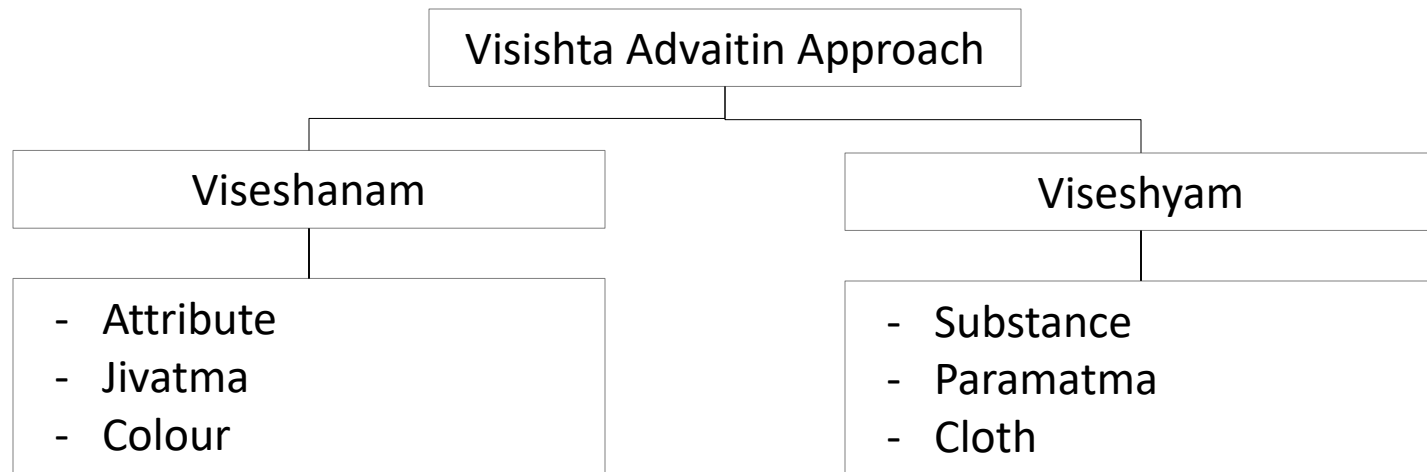 Visishta Advaitin Approach
Viseshanam
- Attribute
- Jivatma
- Colour
Viseshyam
- Substance
- Paramatma
- Cloth